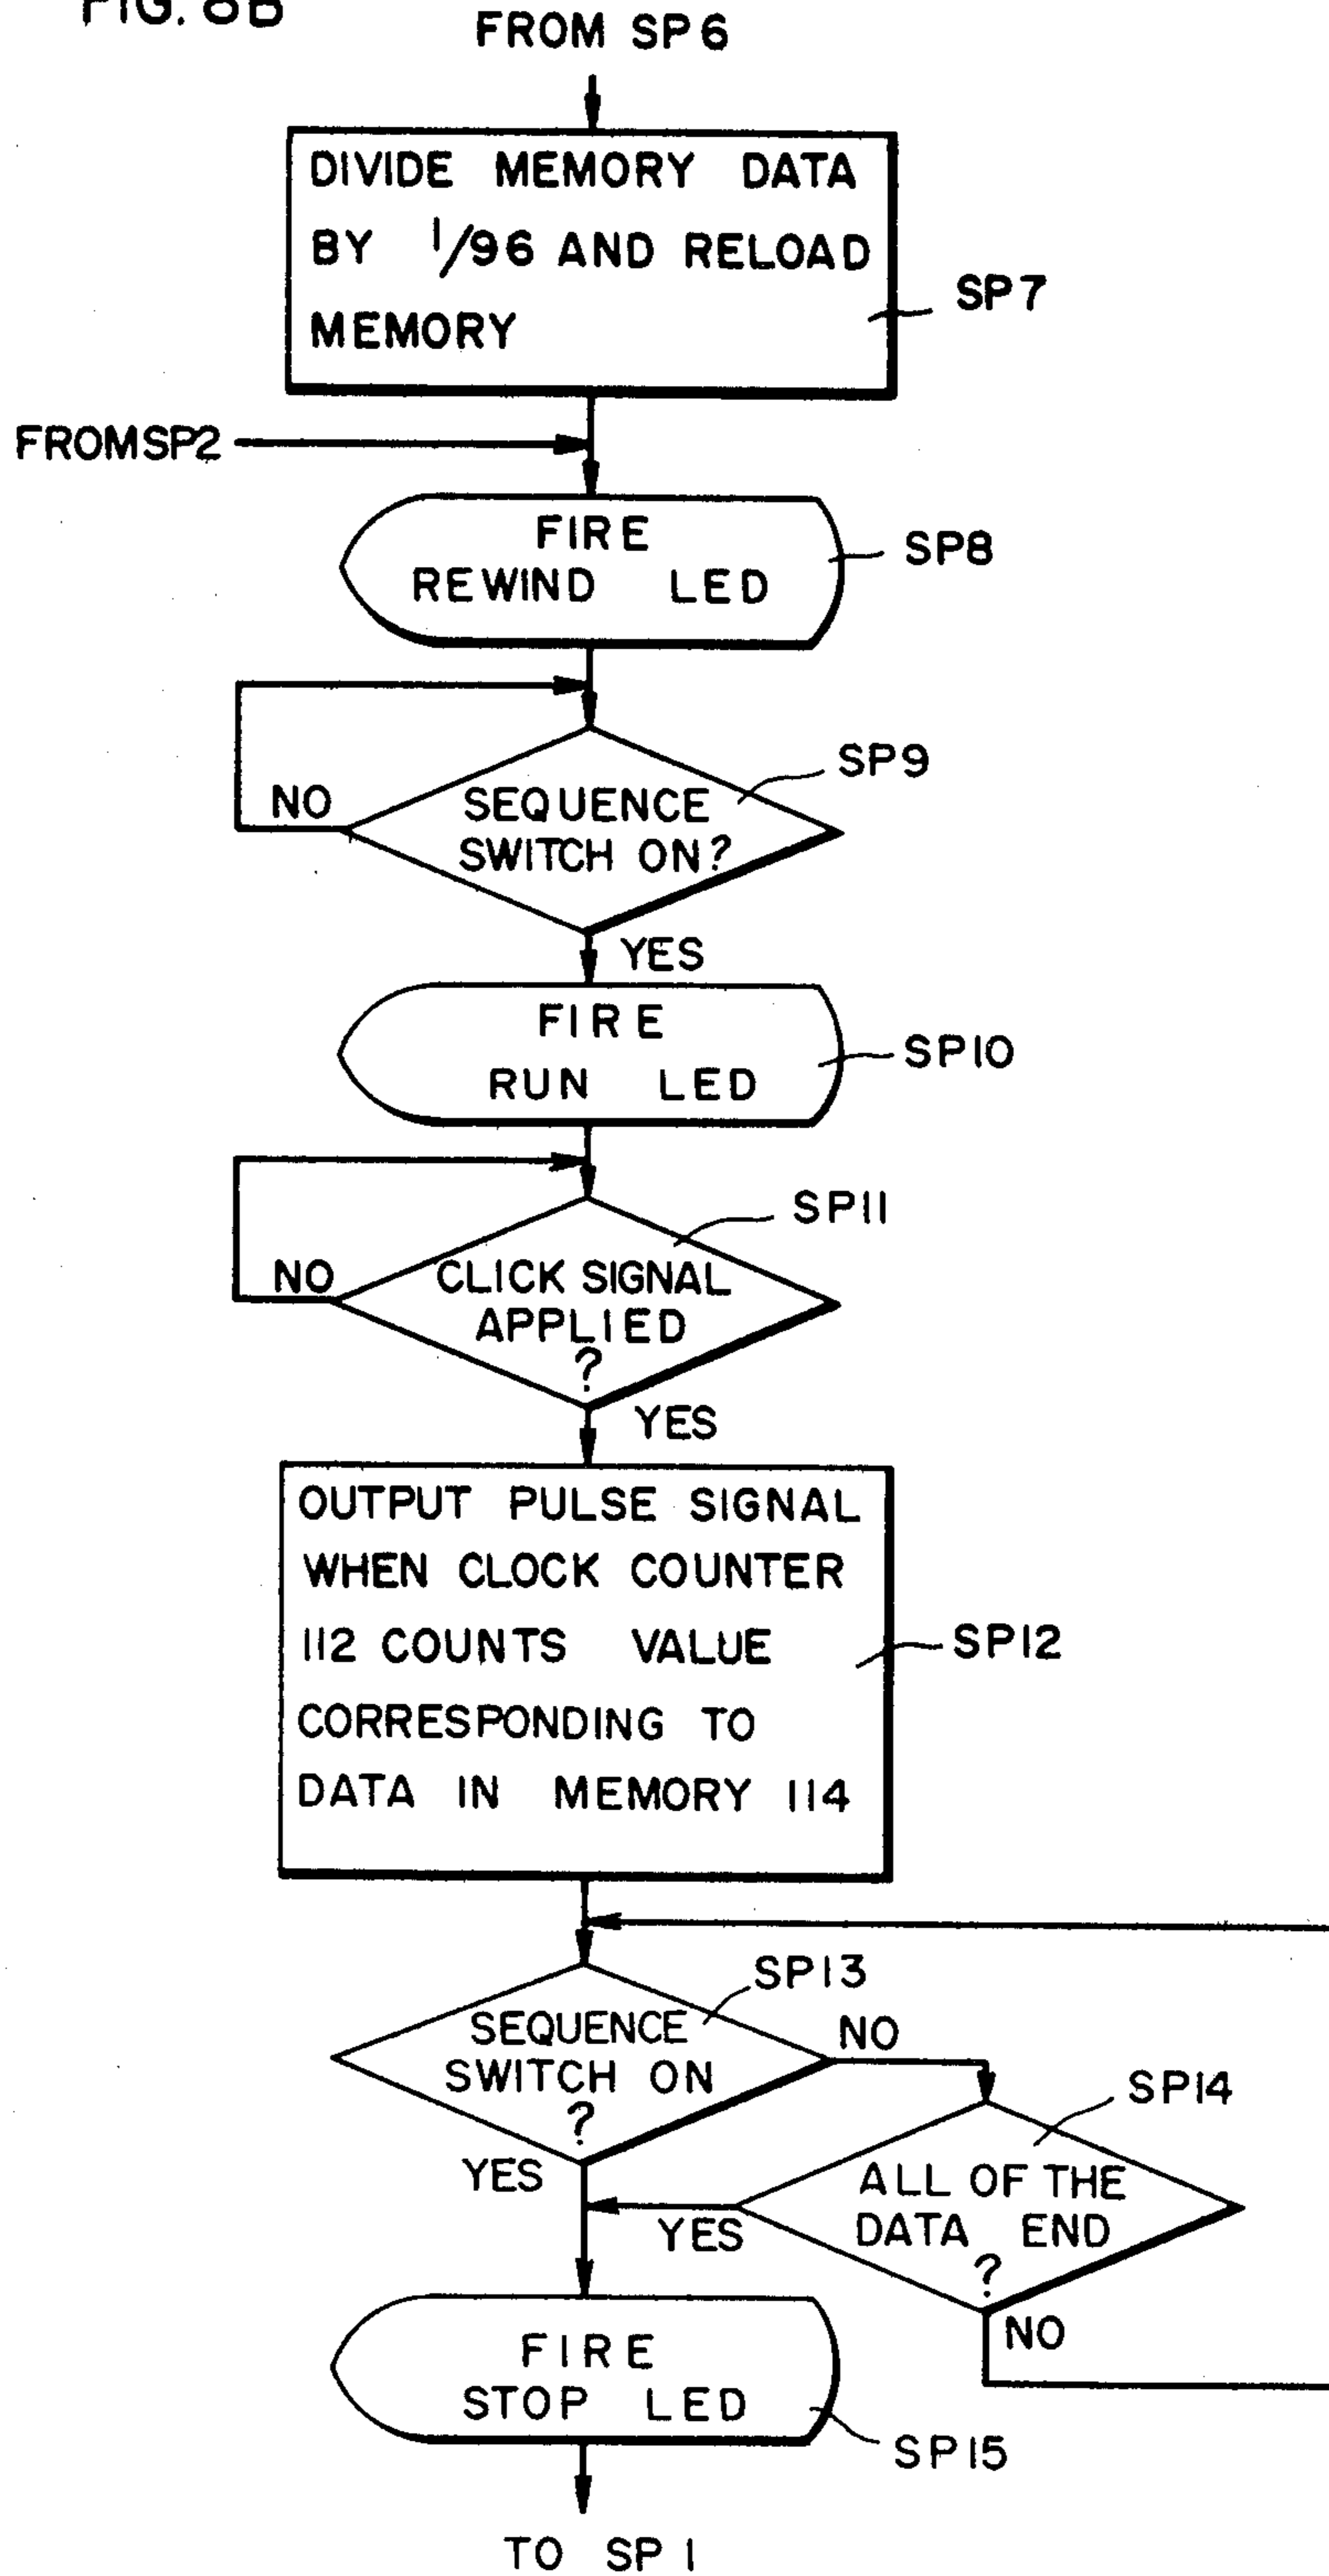 FIG. 8B
FROM SP6
DIVIDE MEMORY DATA
BY 1/96 AND RELOAD
MEMORY
SP7
FROMSP2
FIRE
REWIND LED
SP8
SP9
NO
SEQUENCE
SWITCH ON?
YES
FIRE
RUN LED
SP10
SP11
NO
CLICK SIGNAL
APPLIED
?
YES
OUTPUT PULSE SIGNAL
WHEN CLOCK COUNTER
112 COUNTS VALUE
CORRESPONDING TO
DATA IN MEMORY 114
SP12
SP13
SEQUENCE
SWITCH ON
?
NO
YES
SP14
ALL OF THE
DATA END
?
YES
NO
FIRE
STOP LED
SP15
TO SP1